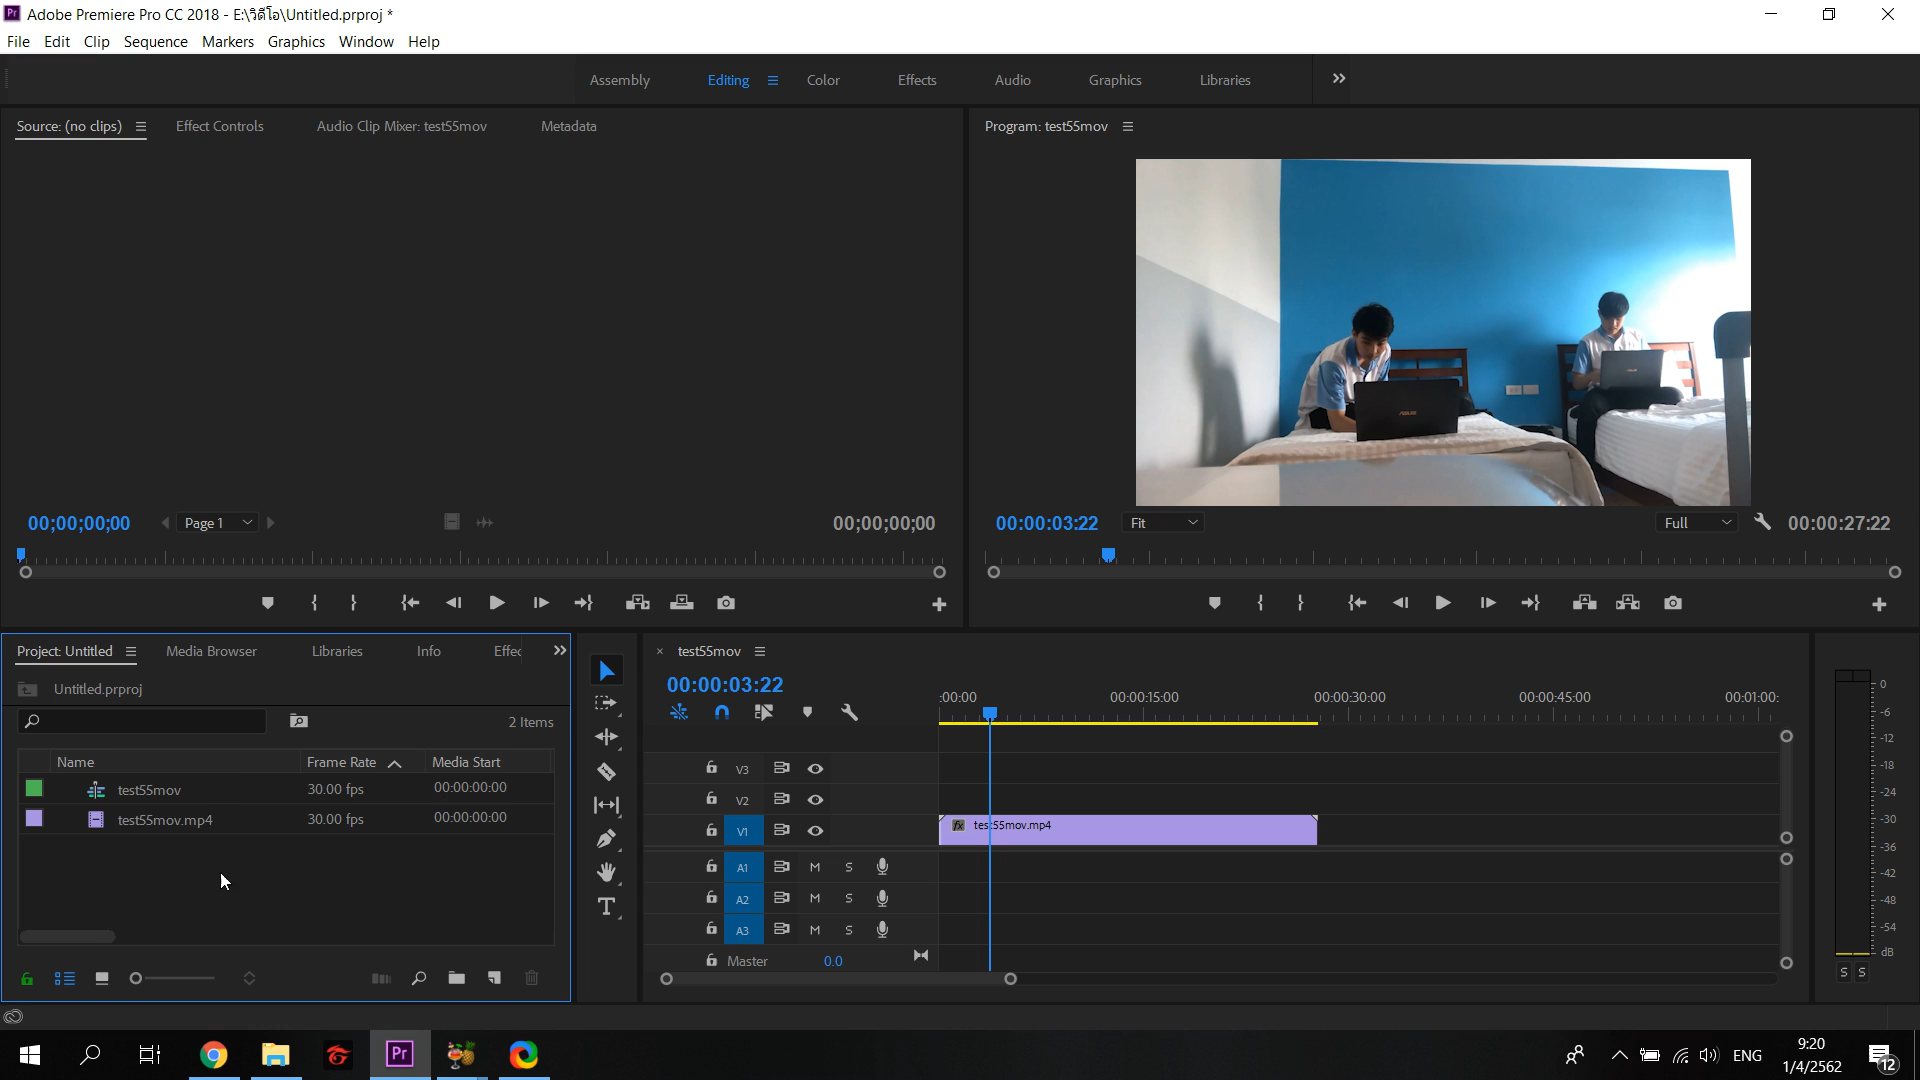 Adobe Premiere Pro CC 2018 - E:\วิดีโอ\Untitled.prproj *
File Edit Clip Sequence Markers Graphics Window Help
Assembly Editing Color Effects Audio Graphics Libraries
Source: (no clips) Effect Controls Audio Clip Mixer: test55mov Metadata
Program: test55mov
ASUS
00;00;00;00 Page 1 00;00;00;00
00:00:03:22 Fit Full 00:00:27:22
Project: Untitled Media Browser Libraries Info Effec
Untitled.prproj
2 Items
Name Frame Rate Media Start
test55mov 30.00 fps 00:00:00:00
test55mov.mp4 30.00 fps 00:00:00:00
× test55mov
00:00:03:22
:00:00 00:00:15:00 00:00:30:00 00:00:45:00 00:01:00:
V3
V2
V1 fx test55mov.mp4
A1 M S
A2 M S
A3 M S
Master 0.0
0
-6
-12
-18
-24
-30
-36
-42
-48
-54
dB
S S
Pr
ENG
9:20
1/4/2562
12